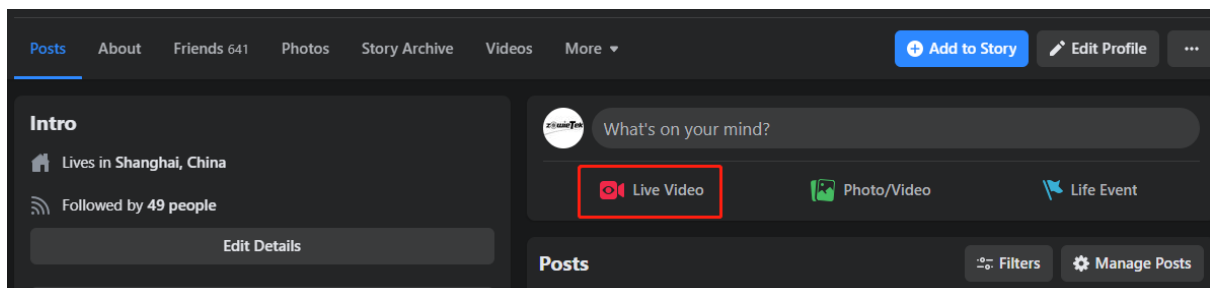 Posts About Friends 641 Photos Story Archive Videos More
Add to Story Edit Profile
Intro
Lives in Shanghai, China
Followed by 49 people
Edit Details
zowieTek
What's on your mind?
Live Video Photo/Video Life Event
Posts
Filters Manage Posts